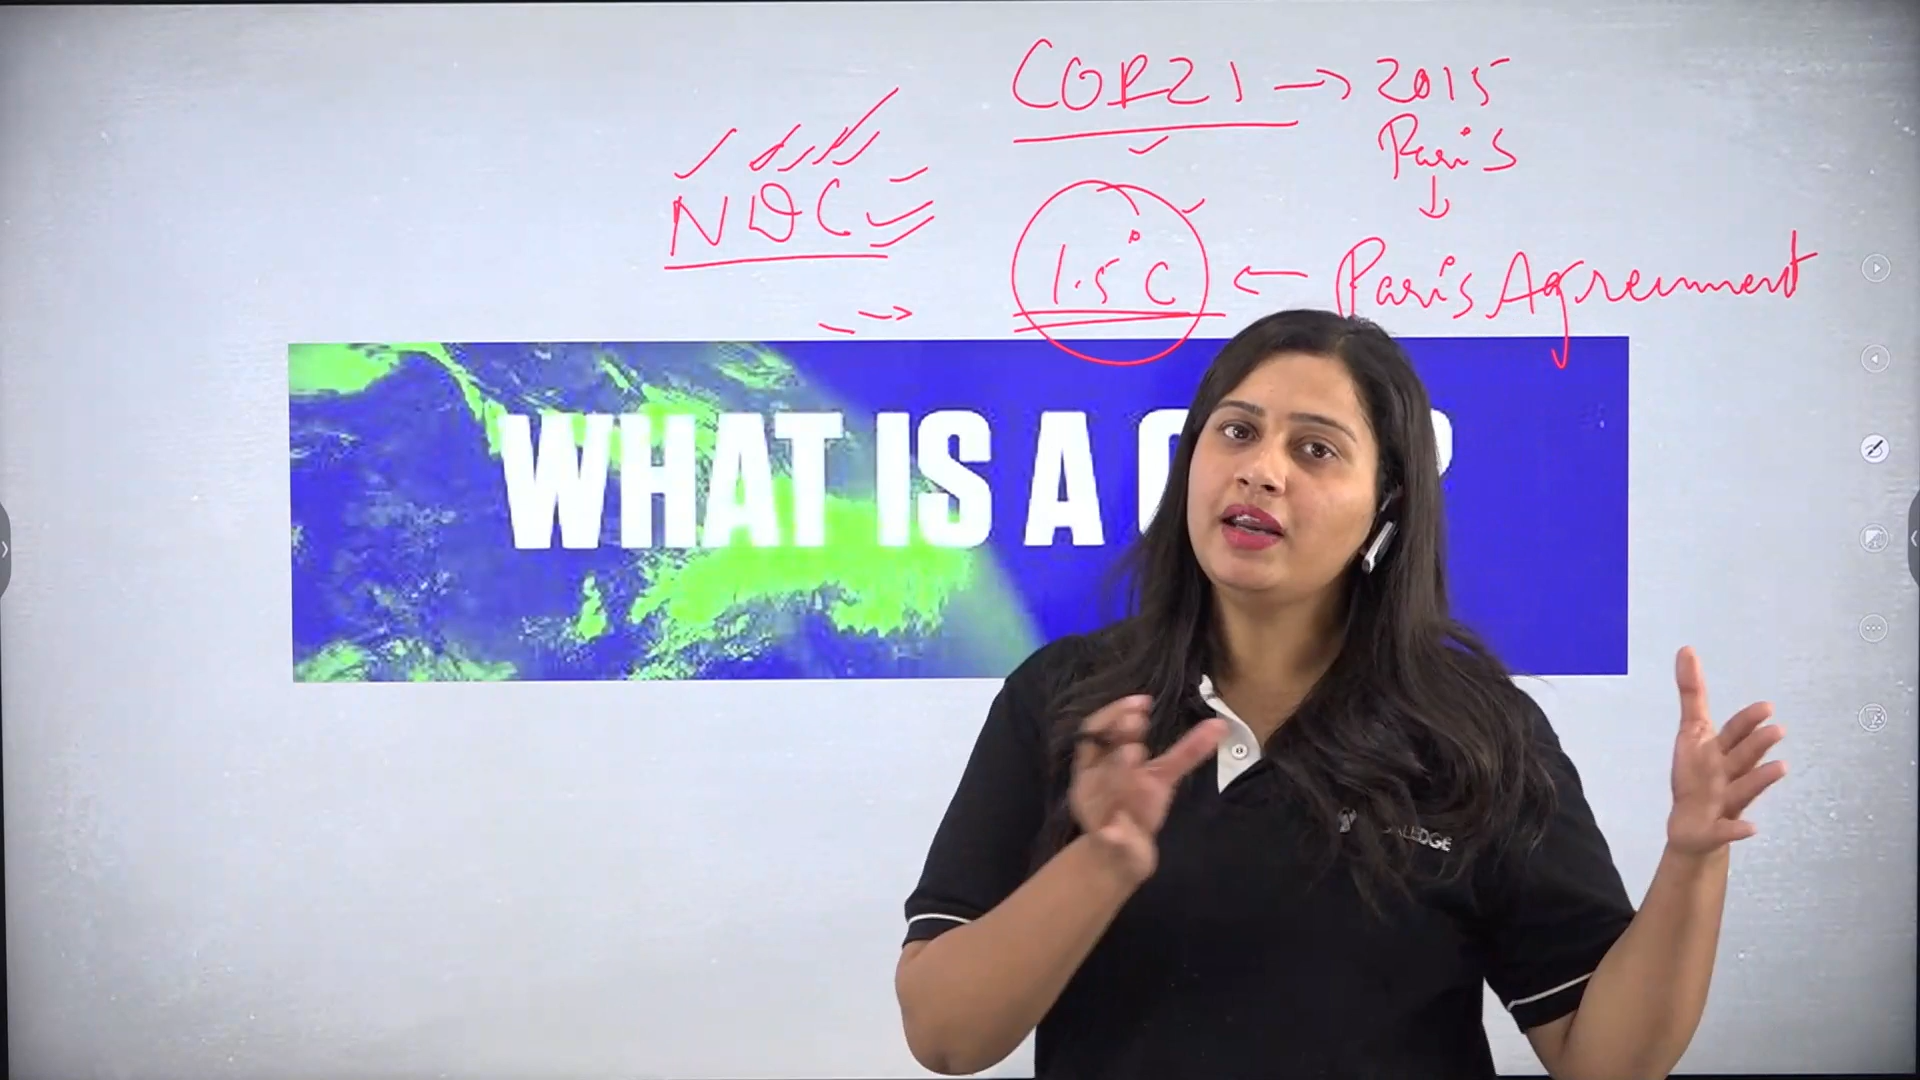 COP21 → 2015
Paris
↓
NDC
1.5°C ← Paris Agreement
WHAT IS A